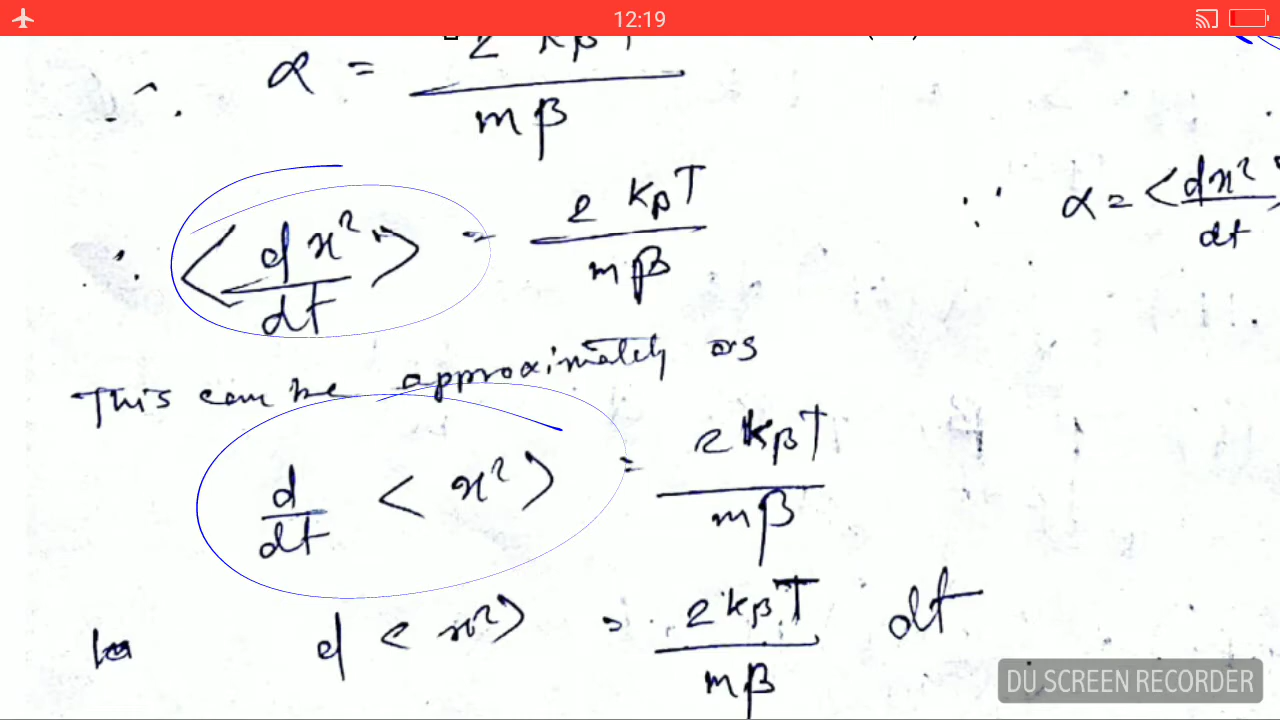 12:19
∴ α = 2 kβT / mβ
∴ <dx²/dt> = 2 kβT / mβ ∵ α = <dx²/dt
This can be approximately as
d/dt <x²> = 2kβT / mβ
d<x²> = 2kβT / mβ dt
DU SCREEN RECORDER